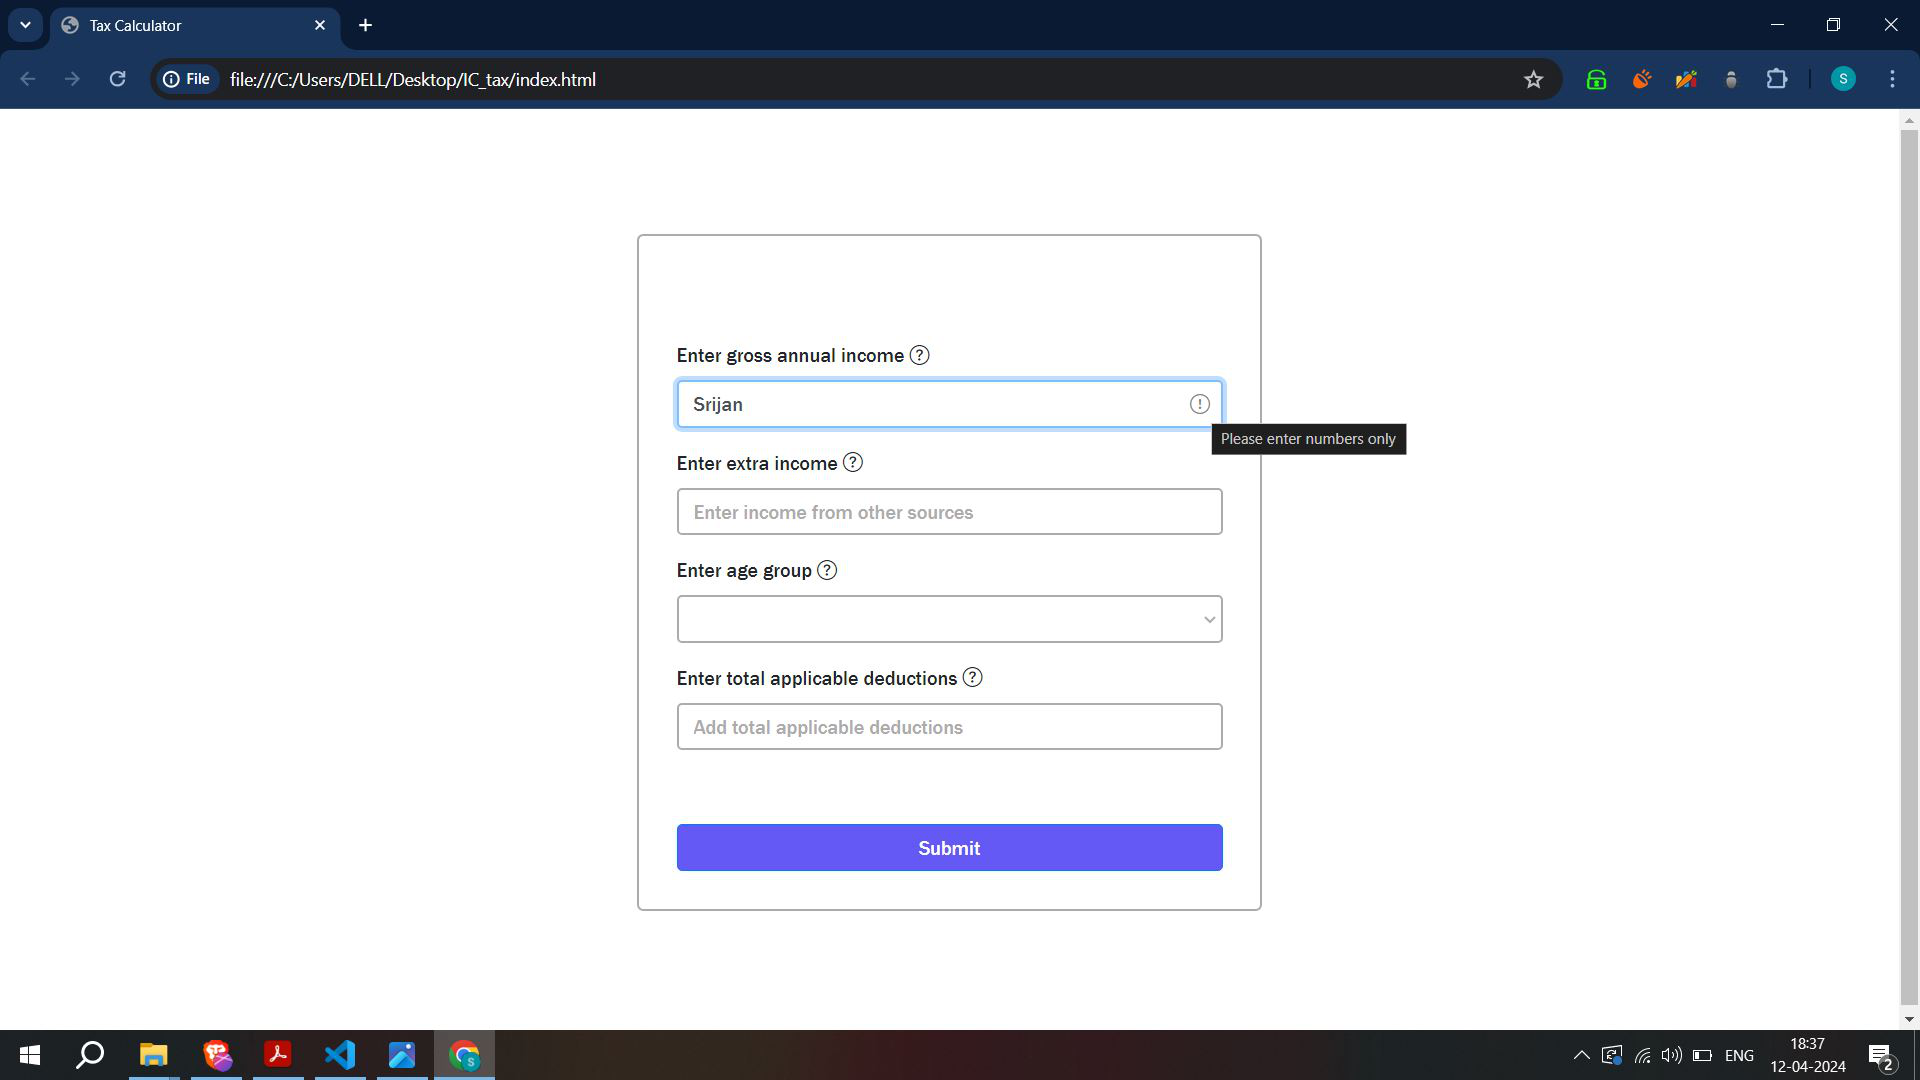 Tax Calculator
File
file:///C:/Users/DELL/Desktop/IC_tax/index.html
S
Enter gross annual income ?
Srijan
Please enter numbers only
Enter extra income ?
Enter income from other sources
Enter age group ?
Enter total applicable deductions ?
Add total applicable deductions
Submit
S
ENG
18:37
12-04-2024
2